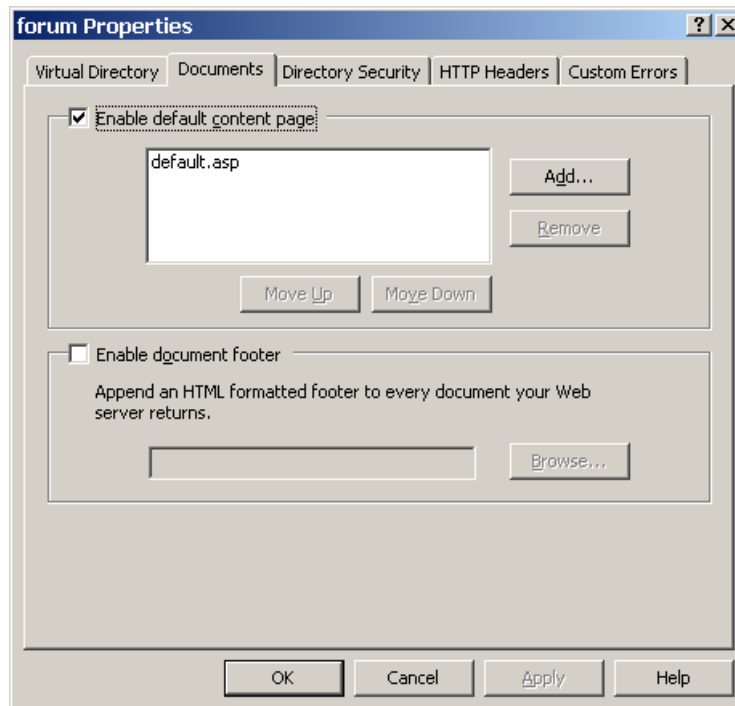 forum Properties
Virtual Directory Documents Directory Security HTTP Headers Custom Errors
Enable default content page
default.asp
Add...
Remove
Move Up Move Down
Enable document footer
Append an HTML formatted footer to every document your Web
server returns.
Browse...
OK Cancel Apply Help